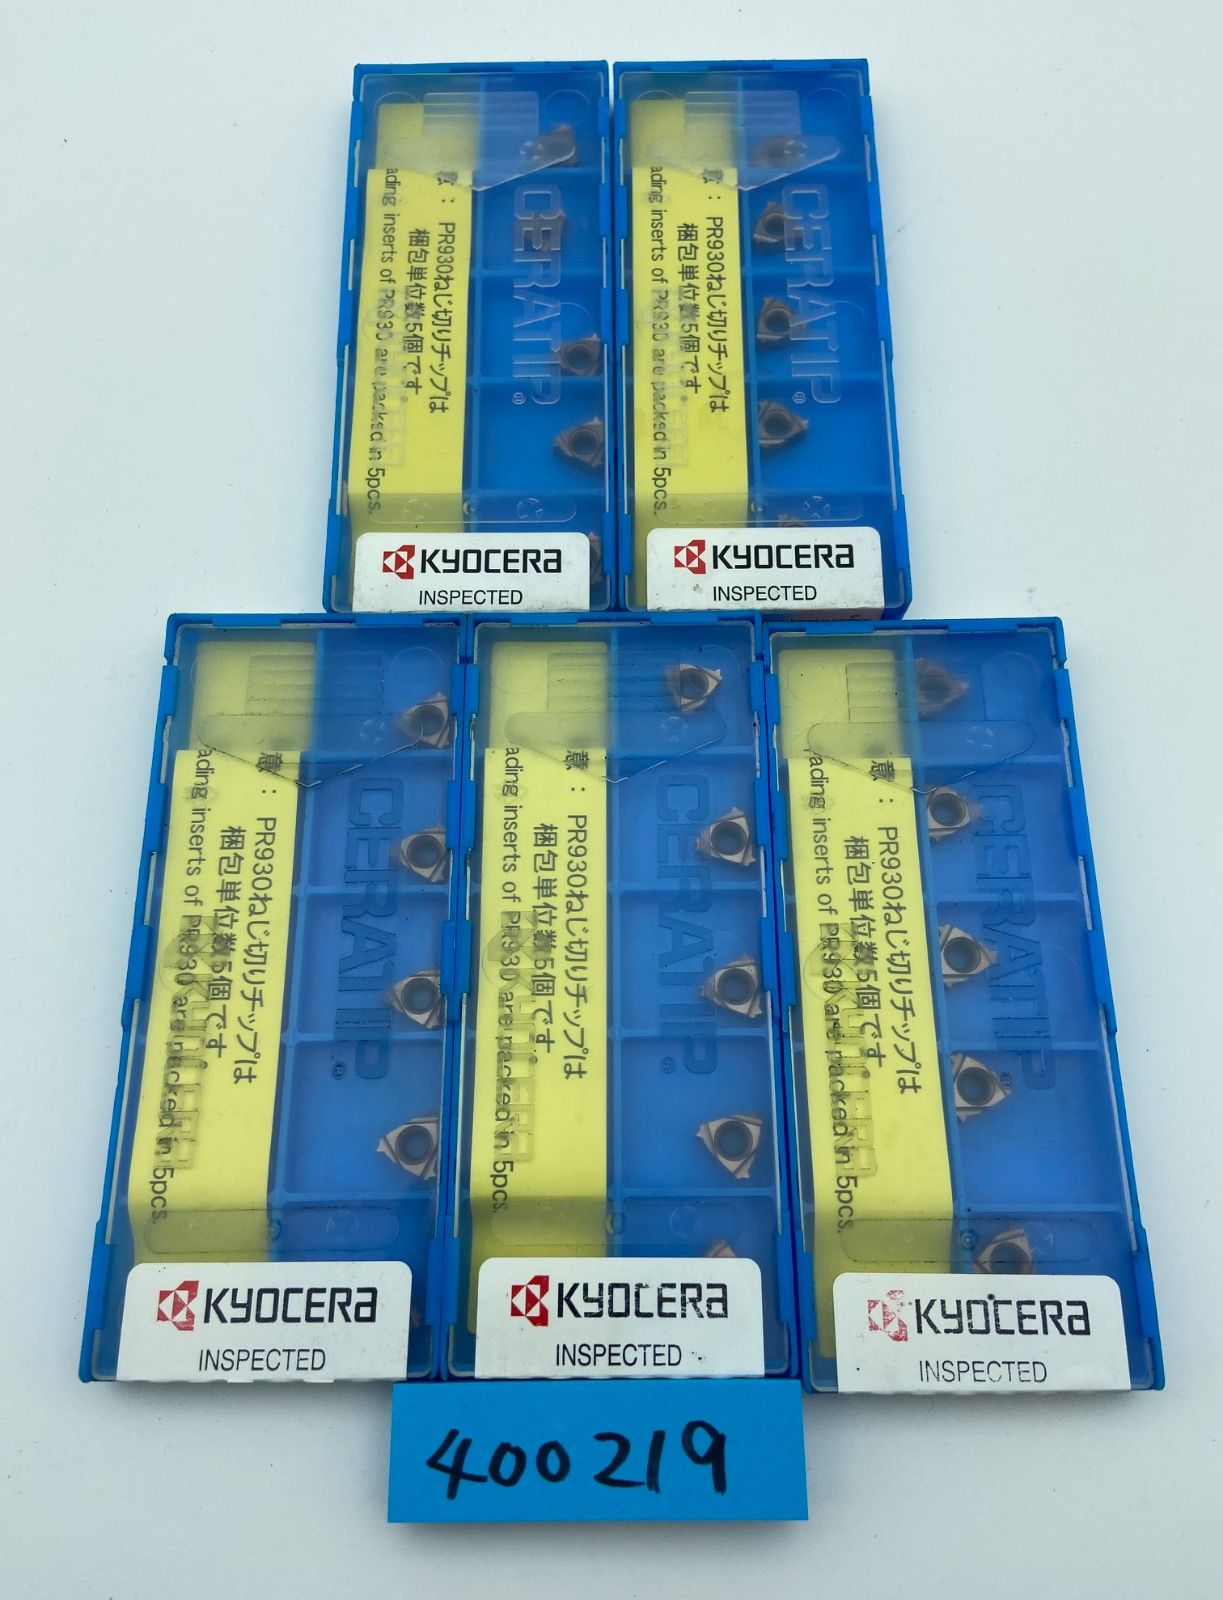 CERATIP®
意： PR930ねじ切りチップは
梱包単位数5個です。
ading inserts of PR930 are packed in 5pcs.
KYOCERA
INSPECTED
CERATIP®
意： PR930ねじ切りチップは
梱包単位数5個です。
ading inserts of PR930 are packed in 5pcs.
KYOCERA
INSPECTED
CERATIP®
意： PR930ねじ切りチップは
梱包単位数5個です
ading inserts of PR930 are packed in 5pcs.
KYOCERA
KYOCERA
INSPECTED
CERATIP®
意： PR930ねじ切りチップは
梱包単位数5個です
ading inserts of PR930 are packed in 5pcs.
KYOCERA
KYOCERA
INSPECTED
CERATIP®
意： PR930ねじ切りチップは
梱包単位数5個です
ading inserts of PR930 are packed in 5pcs.
KYOCERA
KYOCERA
INSPECTED
400219